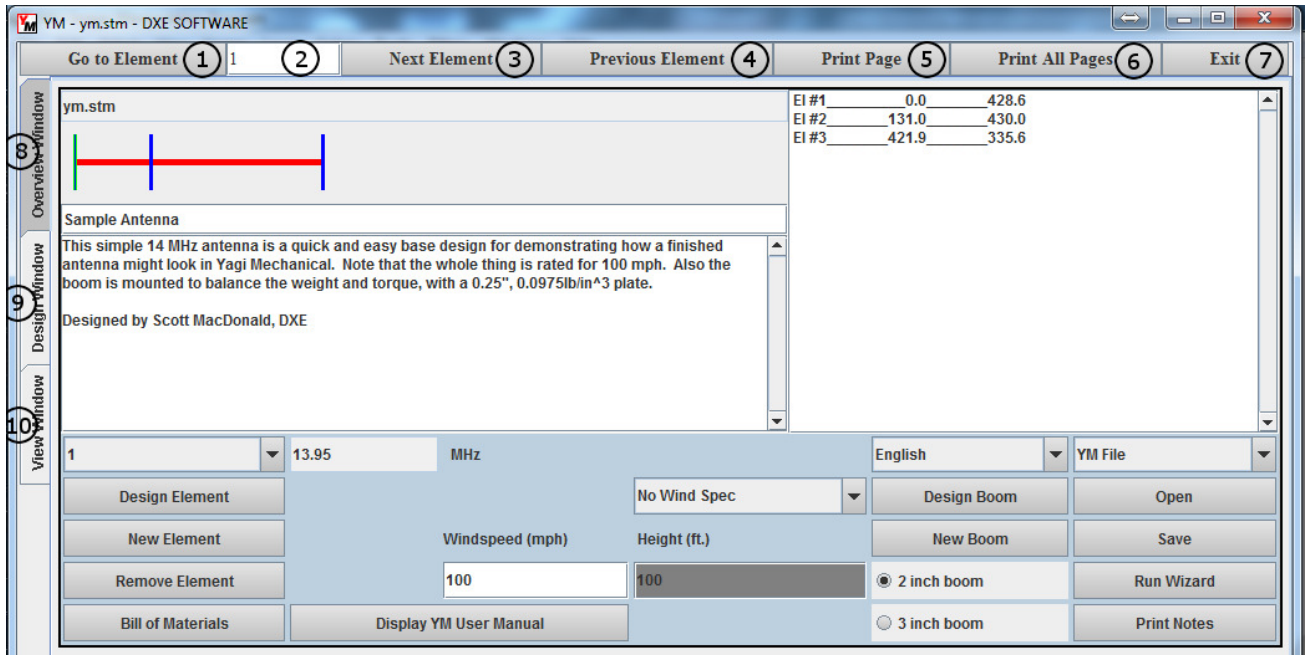 YM - ym.stm - DXE SOFTWARE
Go to Element 1 1 2 Next Element 3 Previous Element 4 Print Page 5 Print All Pages 6 Exit 7
8 Overview Window
9 Design Window
10 View Window
ym.stm
Sample Antenna
This simple 14 MHz antenna is a quick and easy base design for demonstrating how a finished
antenna might look in Yagi Mechanical. Note that the whole thing is rated for 100 mph. Also the
boom is mounted to balance the weight and torque, with a 0.25", 0.0975lb/in^3 plate.
Designed by Scott MacDonald, DXE
El #1______0.0______428.6
El #2______131.0______430.0
El #3______421.9______335.6
1 13.95 MHz English YM File
Design Element No Wind Spec Design Boom Open
New Element Windspeed (mph) Height (ft.) New Boom Save
Remove Element 100 100 2 inch boom Run Wizard
Bill of Materials Display YM User Manual 3 inch boom Print Notes